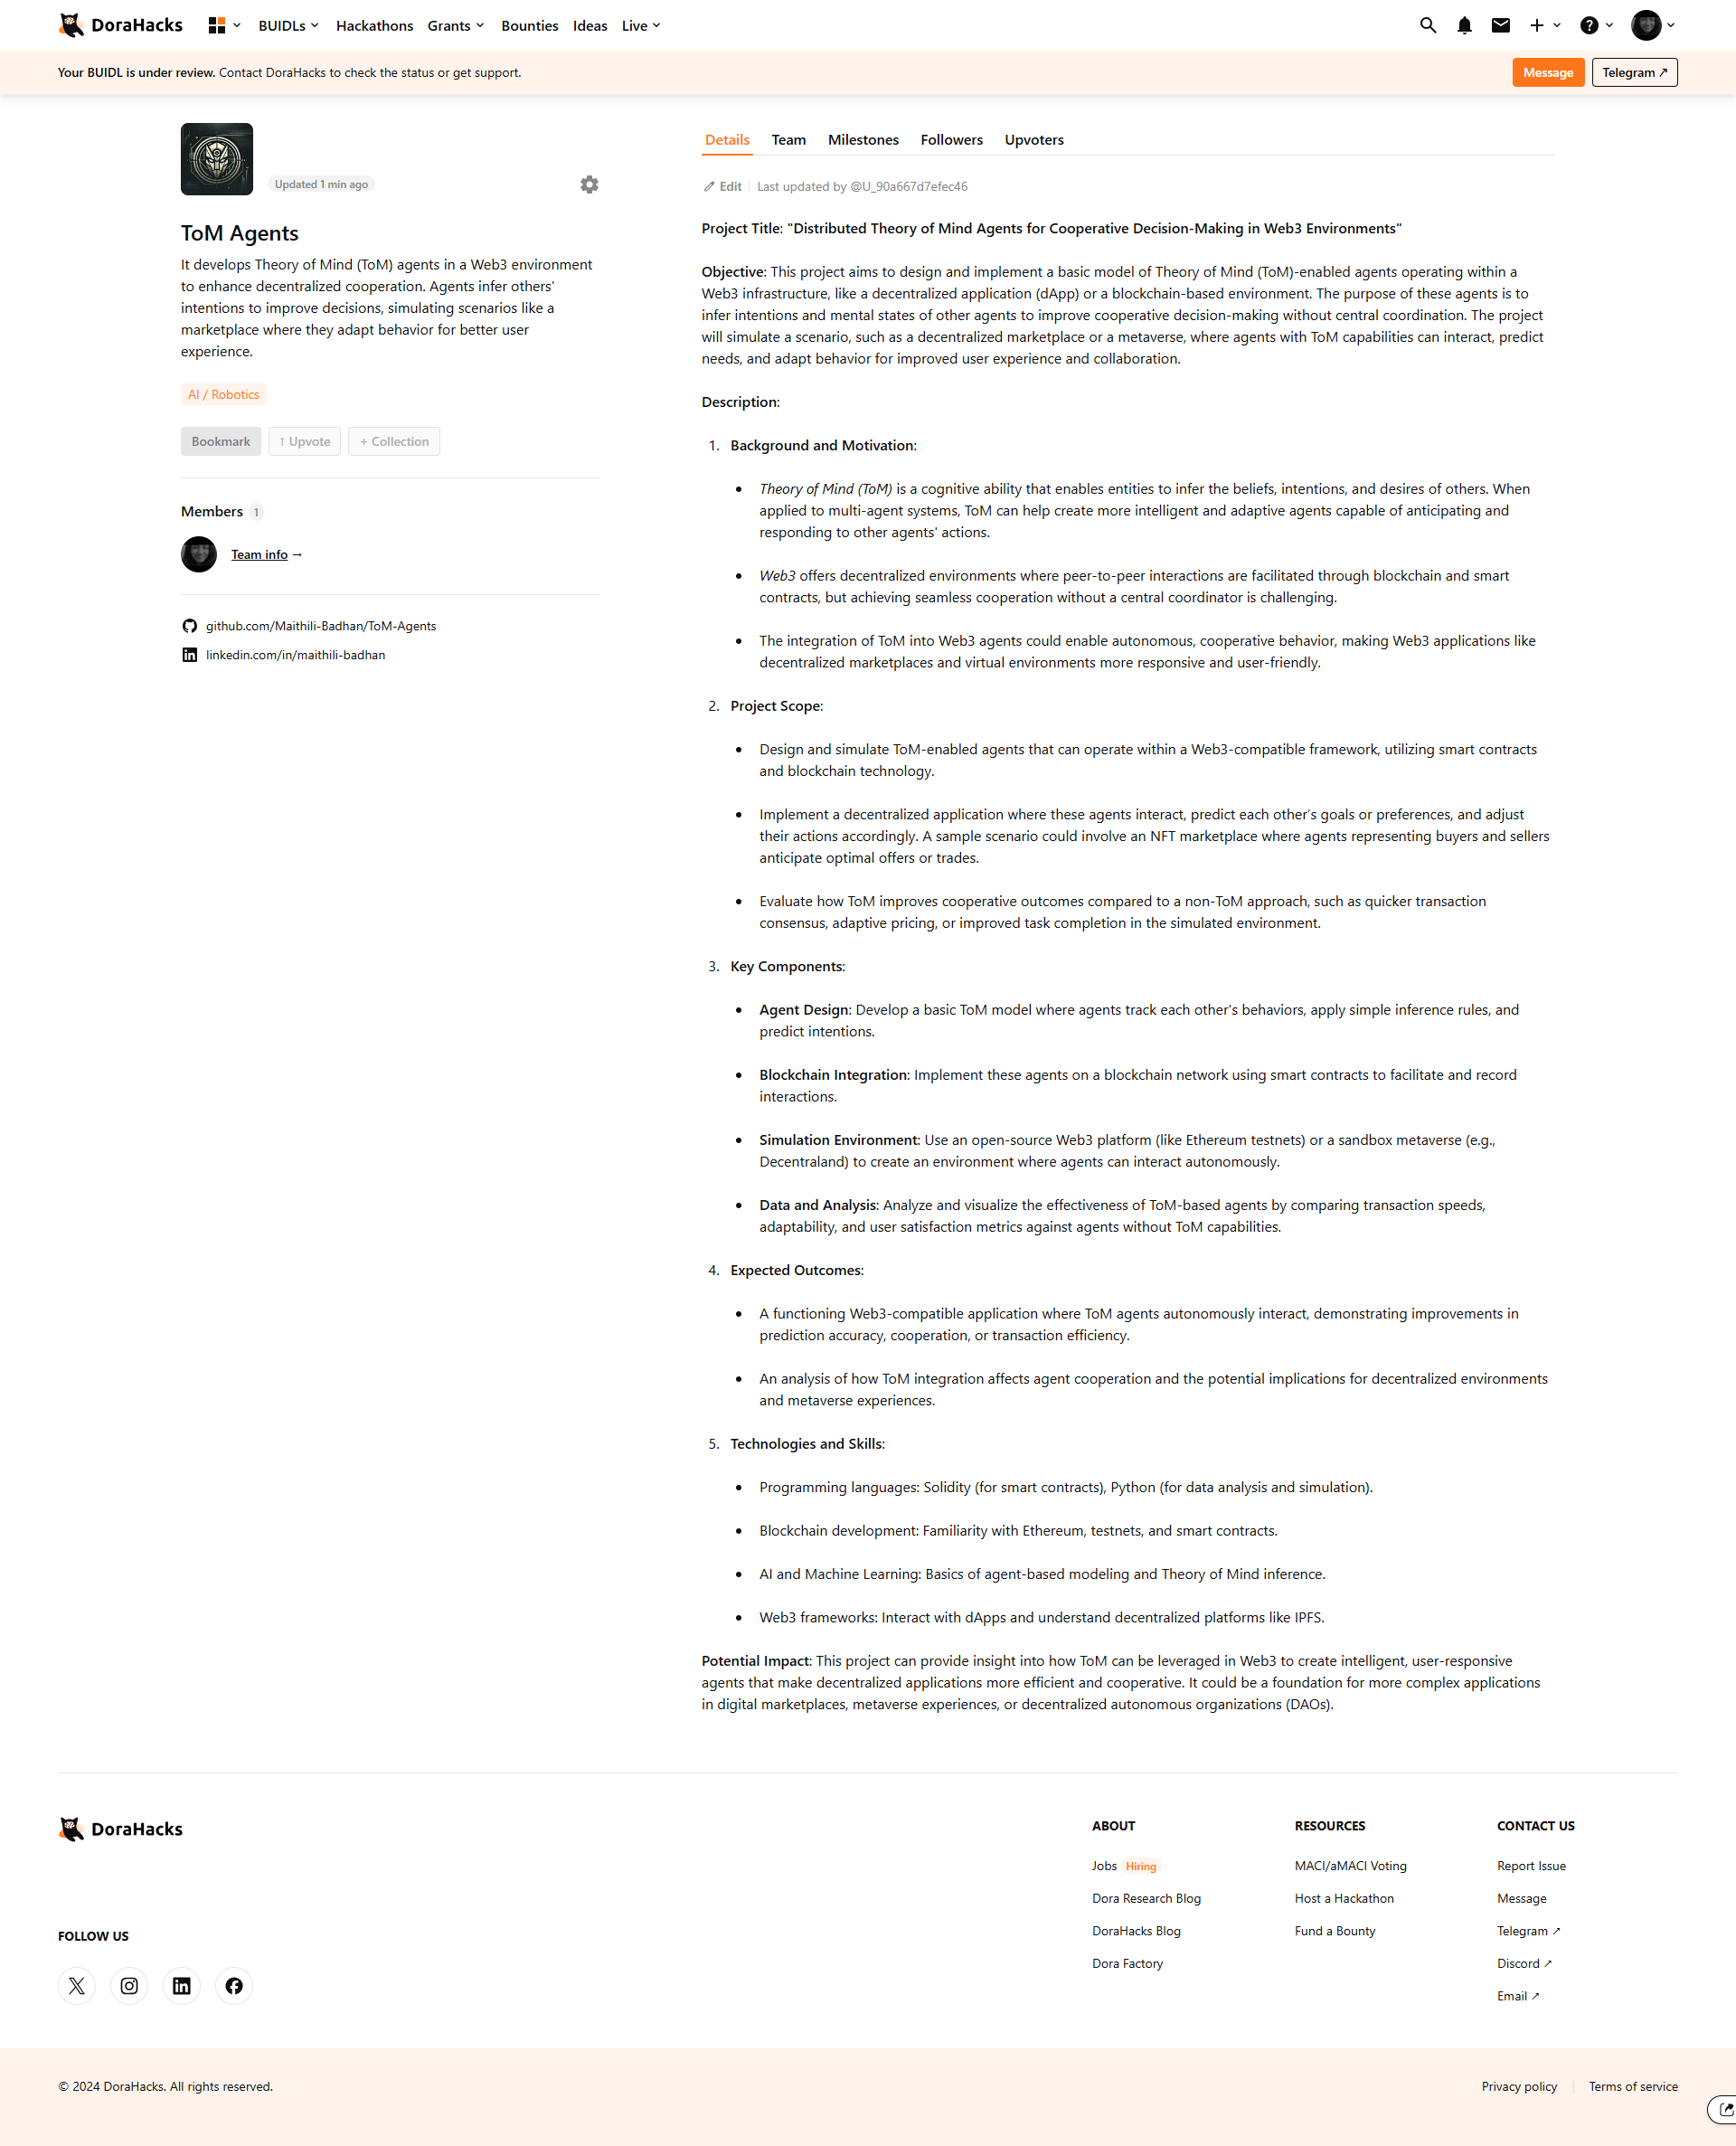 DoraHacks BUIDLs Hackathons Grants Bounties Ideas Live
Your BUIDL is under review. Contact DoraHacks to check the status or get support. Message Telegram ↗
Updated 1 min ago
ToM Agents
It develops Theory of Mind (ToM) agents in a Web3 environment
to enhance decentralized cooperation. Agents infer others'
intentions to improve decisions, simulating scenarios like a
marketplace where they adapt behavior for better user
experience.
AI / Robotics
Bookmark ↑ Upvote + Collection
Members 1
Team info →
github.com/Maithili-Badhan/ToM-Agents
linkedin.com/in/maithili-badhan
Details Team Milestones Followers Upvoters
Edit Last updated by @U_90a667d7efec46
Project Title: "Distributed Theory of Mind Agents for Cooperative Decision-Making in Web3 Environments"
Objective: This project aims to design and implement a basic model of Theory of Mind (ToM)-enabled agents operating within a
Web3 infrastructure, like a decentralized application (dApp) or a blockchain-based environment. The purpose of these agents is to
infer intentions and mental states of other agents to improve cooperative decision-making without central coordination. The project
will simulate a scenario, such as a decentralized marketplace or a metaverse, where agents with ToM capabilities can interact, predict
needs, and adapt behavior for improved user experience and collaboration.
Description:
1. Background and Motivation:
• Theory of Mind (ToM) is a cognitive ability that enables entities to infer the beliefs, intentions, and desires of others. When
applied to multi-agent systems, ToM can help create more intelligent and adaptive agents capable of anticipating and
responding to other agents' actions.
• Web3 offers decentralized environments where peer-to-peer interactions are facilitated through blockchain and smart
contracts, but achieving seamless cooperation without a central coordinator is challenging.
• The integration of ToM into Web3 agents could enable autonomous, cooperative behavior, making Web3 applications like
decentralized marketplaces and virtual environments more responsive and user-friendly.
2. Project Scope:
• Design and simulate ToM-enabled agents that can operate within a Web3-compatible framework, utilizing smart contracts
and blockchain technology.
• Implement a decentralized application where these agents interact, predict each other's goals or preferences, and adjust
their actions accordingly. A sample scenario could involve an NFT marketplace where agents representing buyers and sellers
anticipate optimal offers or trades.
• Evaluate how ToM improves cooperative outcomes compared to a non-ToM approach, such as quicker transaction
consensus, adaptive pricing, or improved task completion in the simulated environment.
3. Key Components:
• Agent Design: Develop a basic ToM model where agents track each other's behaviors, apply simple inference rules, and
predict intentions.
• Blockchain Integration: Implement these agents on a blockchain network using smart contracts to facilitate and record
interactions.
• Simulation Environment: Use an open-source Web3 platform (like Ethereum testnets) or a sandbox metaverse (e.g.,
Decentraland) to create an environment where agents can interact autonomously.
• Data and Analysis: Analyze and visualize the effectiveness of ToM-based agents by comparing transaction speeds,
adaptability, and user satisfaction metrics against agents without ToM capabilities.
4. Expected Outcomes:
• A functioning Web3-compatible application where ToM agents autonomously interact, demonstrating improvements in
prediction accuracy, cooperation, or transaction efficiency.
• An analysis of how ToM integration affects agent cooperation and the potential implications for decentralized environments
and metaverse experiences.
5. Technologies and Skills:
• Programming languages: Solidity (for smart contracts), Python (for data analysis and simulation).
• Blockchain development: Familiarity with Ethereum, testnets, and smart contracts.
• AI and Machine Learning: Basics of agent-based modeling and Theory of Mind inference.
• Web3 frameworks: Interact with dApps and understand decentralized platforms like IPFS.
Potential Impact: This project can provide insight into how ToM can be leveraged in Web3 to create intelligent, user-responsive
agents that make decentralized applications more efficient and cooperative. It could be a foundation for more complex applications
in digital marketplaces, metaverse experiences, or decentralized autonomous organizations (DAOs).
DoraHacks
FOLLOW US
ABOUT
Jobs Hiring
Dora Research Blog
DoraHacks Blog
Dora Factory
RESOURCES
MACI/aMACI Voting
Host a Hackathon
Fund a Bounty
CONTACT US
Report Issue
Message
Telegram ↗
Discord ↗
Email ↗
© 2024 DoraHacks. All rights reserved. Privacy policy Terms of service